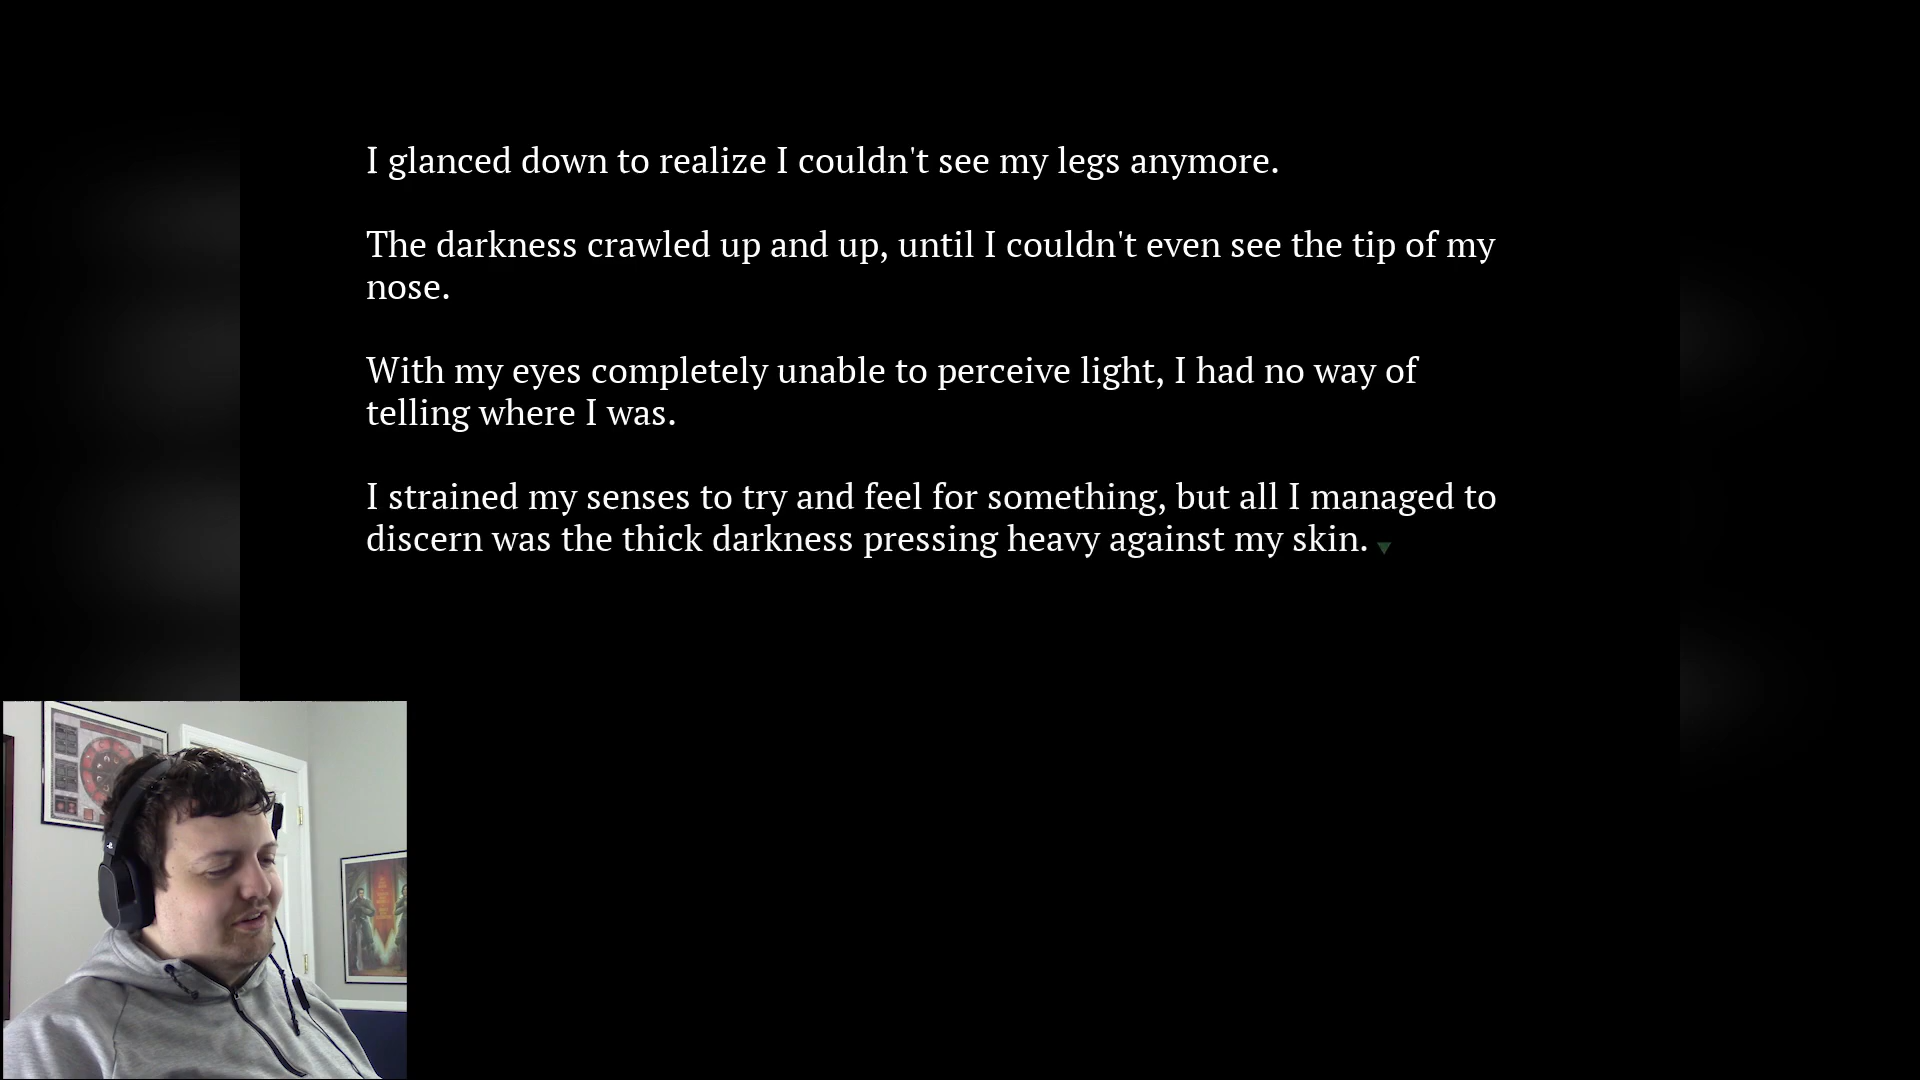 I glanced down to realize I couldn't see my legs anymore.
The darkness crawled up and up, until I couldn't even see the tip of my
nose.
With my eyes completely unable to perceive light, I had no way of
telling where I was.
I strained my senses to try and feel for something, but all I managed to
discern was the thick darkness pressing heavy against my skin.